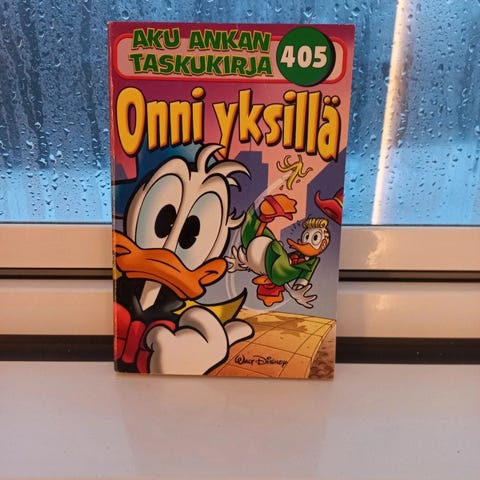 AKU ANKAN
TASKUKIRJA
405
Onni yksillä
WALT DISNEY